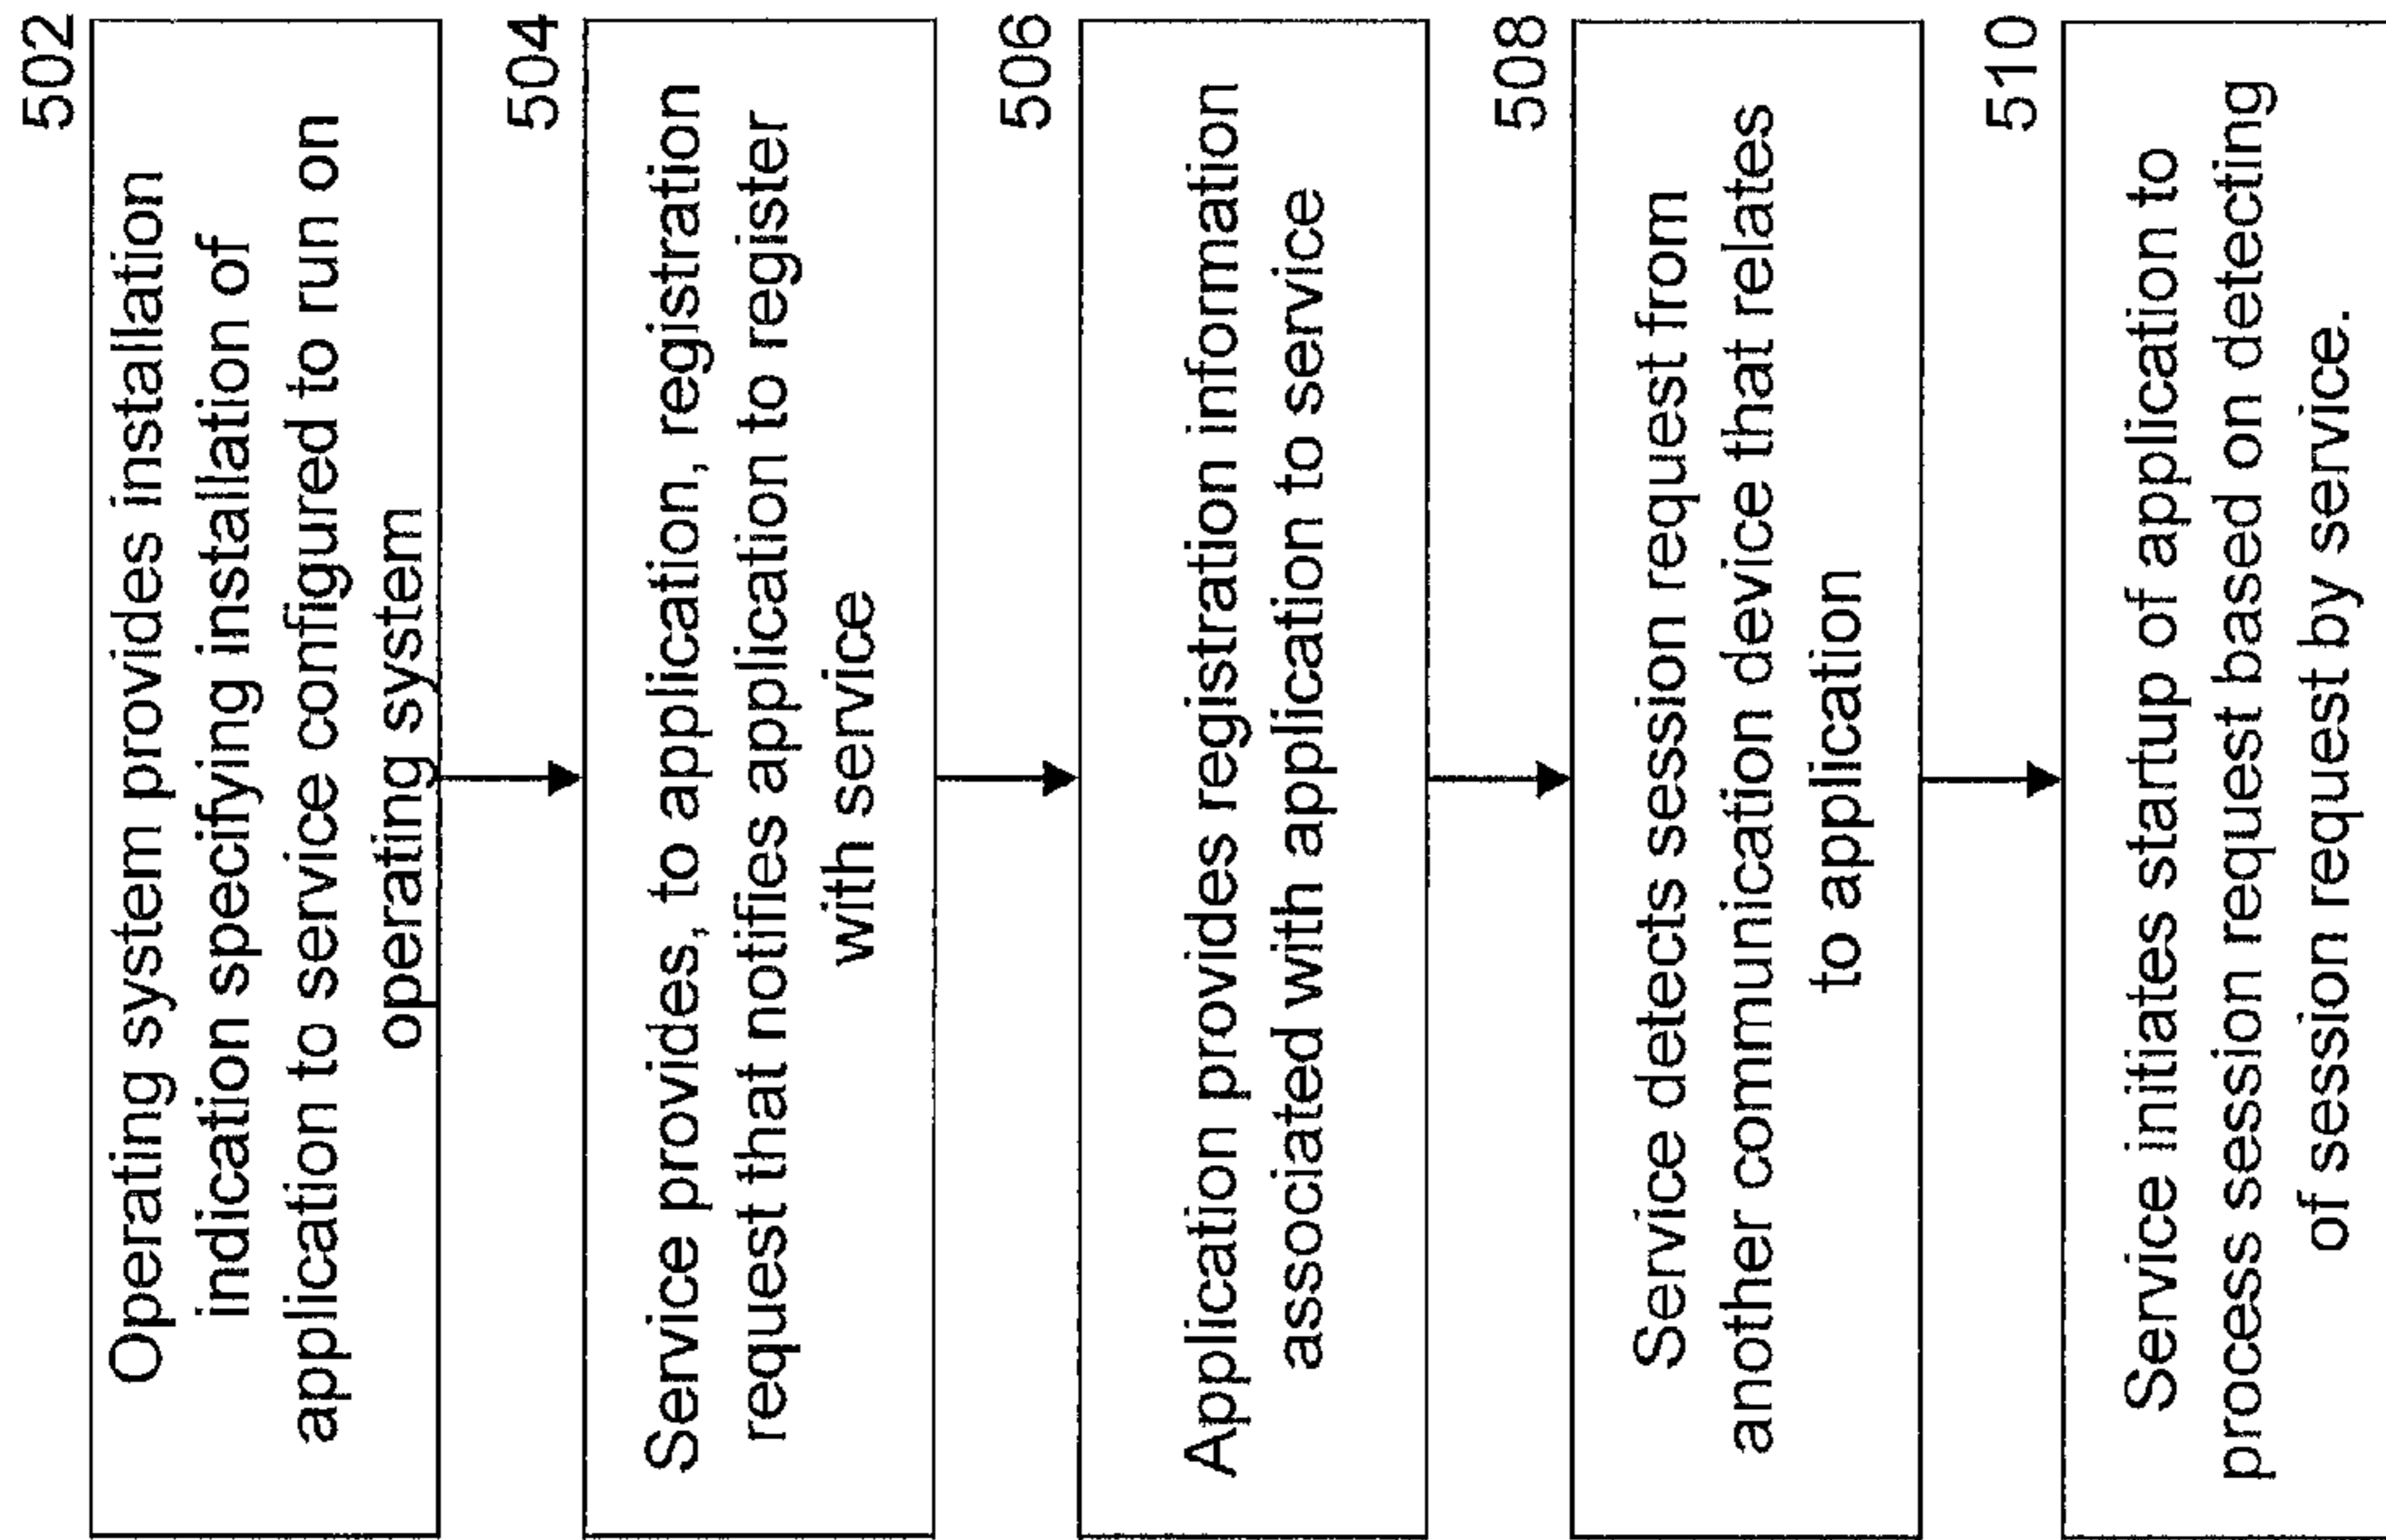 502
Operating system provides installation
indication specifying installation of
application to service configured to run on
operating system
504
Service provides, to application, registration
request that notifies application to register
with service
506
Application provides registration information
associated with application to service
508
Service detects session request from
another communication device that relates
to application
510
Service initiates startup of application to
process session request based on detecting
of session request by service.